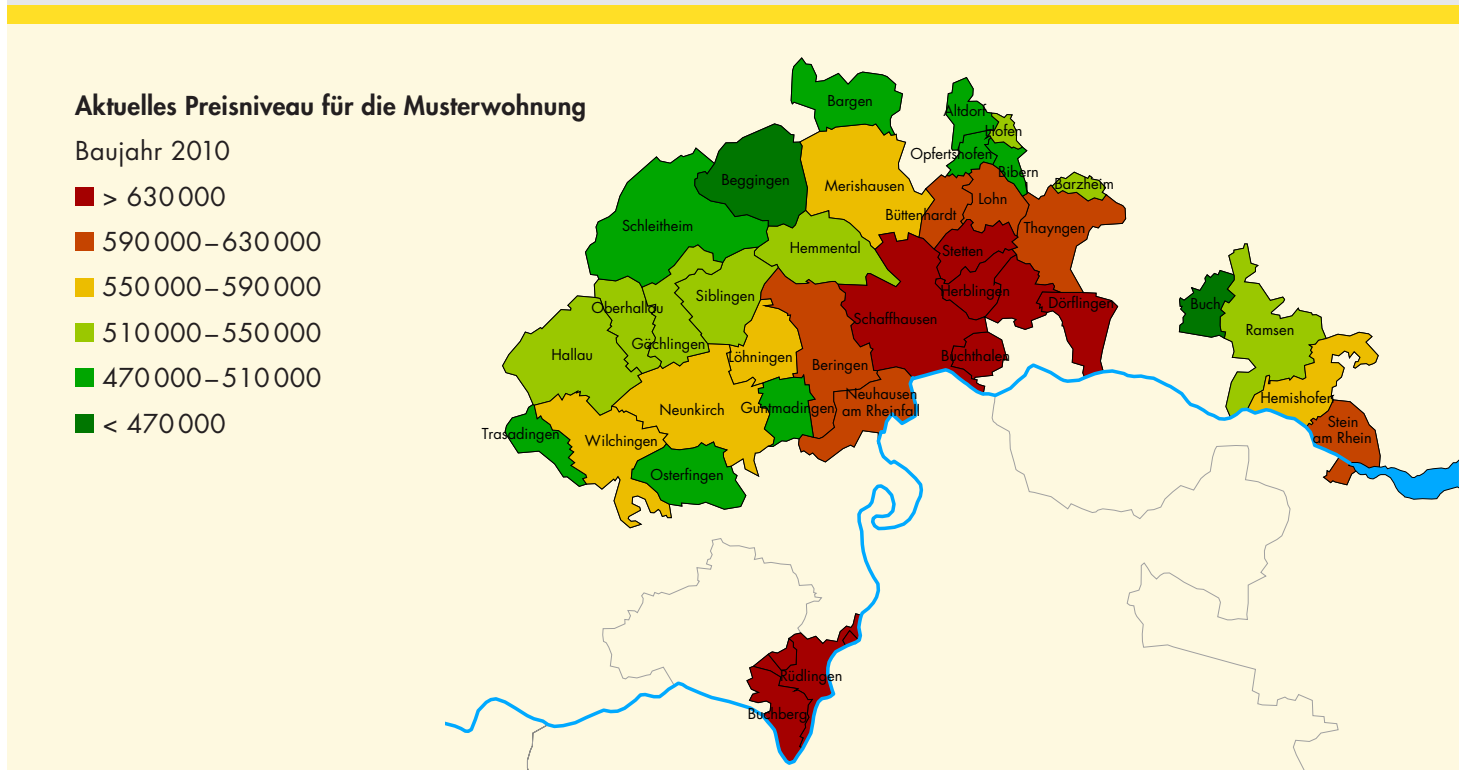 Aktuelles Preisniveau für die Musterwohnung
Baujahr 2010
> 630 000
590 000 – 630 000
550 000 – 590 000
510 000 – 550 000
470 000 – 510 000
< 470 000
Bargen
Altdorf
Hofen
Opfertshofen
Bibern
Beggingen
Merishausen
Barzheim
Lohn
Büttenhardt
Schleitheim
Thayngen
Hemmental
Stetten
Siblingen
Herblingen
Dörflingen
Buch
Oberhallau
Schaffhausen
Ramsen
Gächlingen
Hallau
Löhningen
Buchthalen
Beringen
Neunkirch
Guntmadingen
Neuhausen
am Rheinfall
Hemishofen
Stein
am Rhein
Trasadingen
Wilchingen
Osterfingen
Rüdlingen
Buchberg